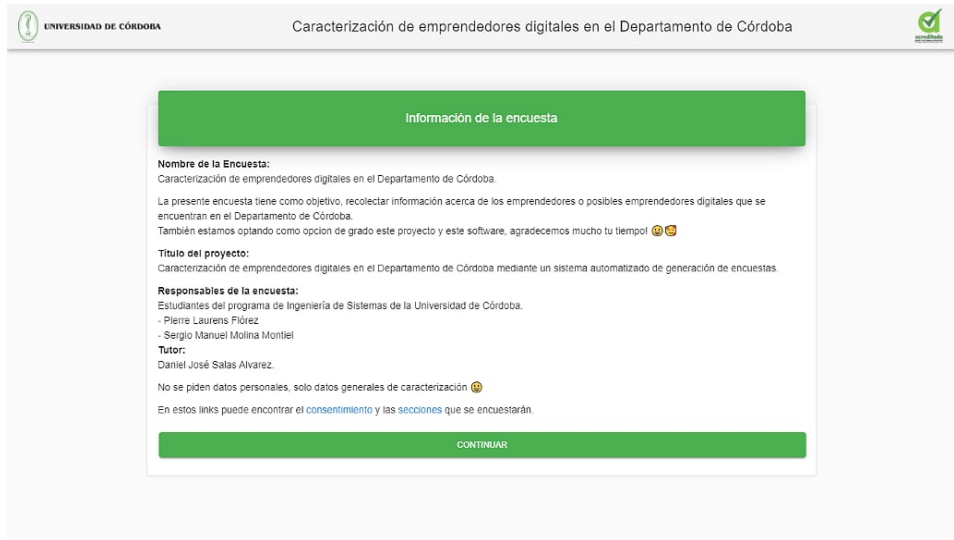 UNIVERSIDAD DE CÓRDOBA
Caracterización de emprendedores digitales en el Departamento de Córdoba
acreditada
Información de la encuesta
Nombre de la Encuesta:
Caracterización de emprendedores digitales en el Departamento de Córdoba.
La presente encuesta tiene como objetivo, recolectar información acerca de los emprendedores o posibles emprendedores digitales que se
encuentran en el Departamento de Córdoba.
También estamos optando como opcion de grado este proyecto y este software, agradecemos mucho tu tiempo! 😀🥰
Título del proyecto:
Caracterización de emprendedores digitales en el Departamento de Córdoba mediante un sistema automatizado de generación de encuestas.
Responsables de la encuesta:
Estudiantes del programa de Ingeniería de Sistemas de la Universidad de Córdoba.
- Pierre Laurens Flórez
- Sergio Manuel Molina Montiel
Tutor:
Daniel José Salas Alvarez.
No se piden datos personales, solo datos generales de caracterización 😀
En estos links puede encontrar el consentimiento y las secciones que se encuestarán.
CONTINUAR